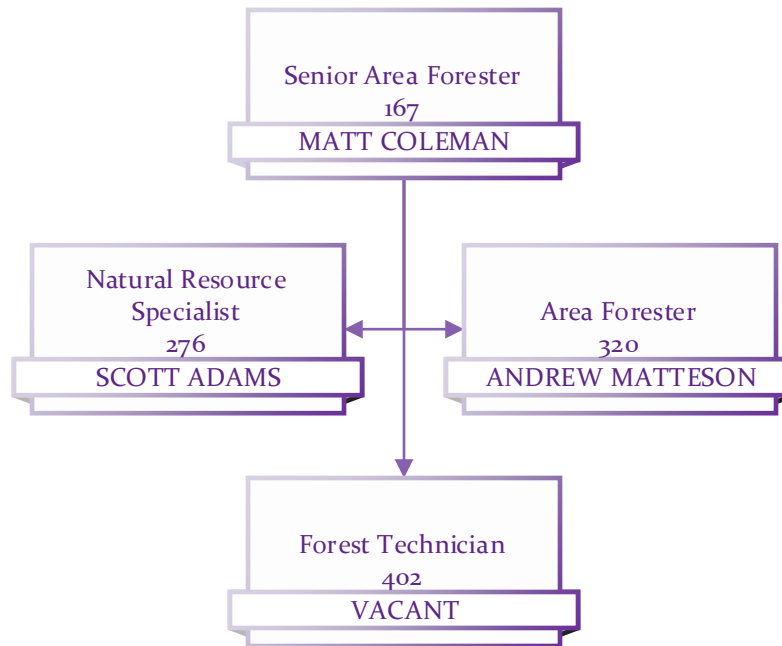 Senior Area Forester
167
MATT COLEMAN
Natural Resource
Specialist
276
SCOTT ADAMS
Area Forester
320
ANDREW MATTESON
Forest Technician
402
VACANT